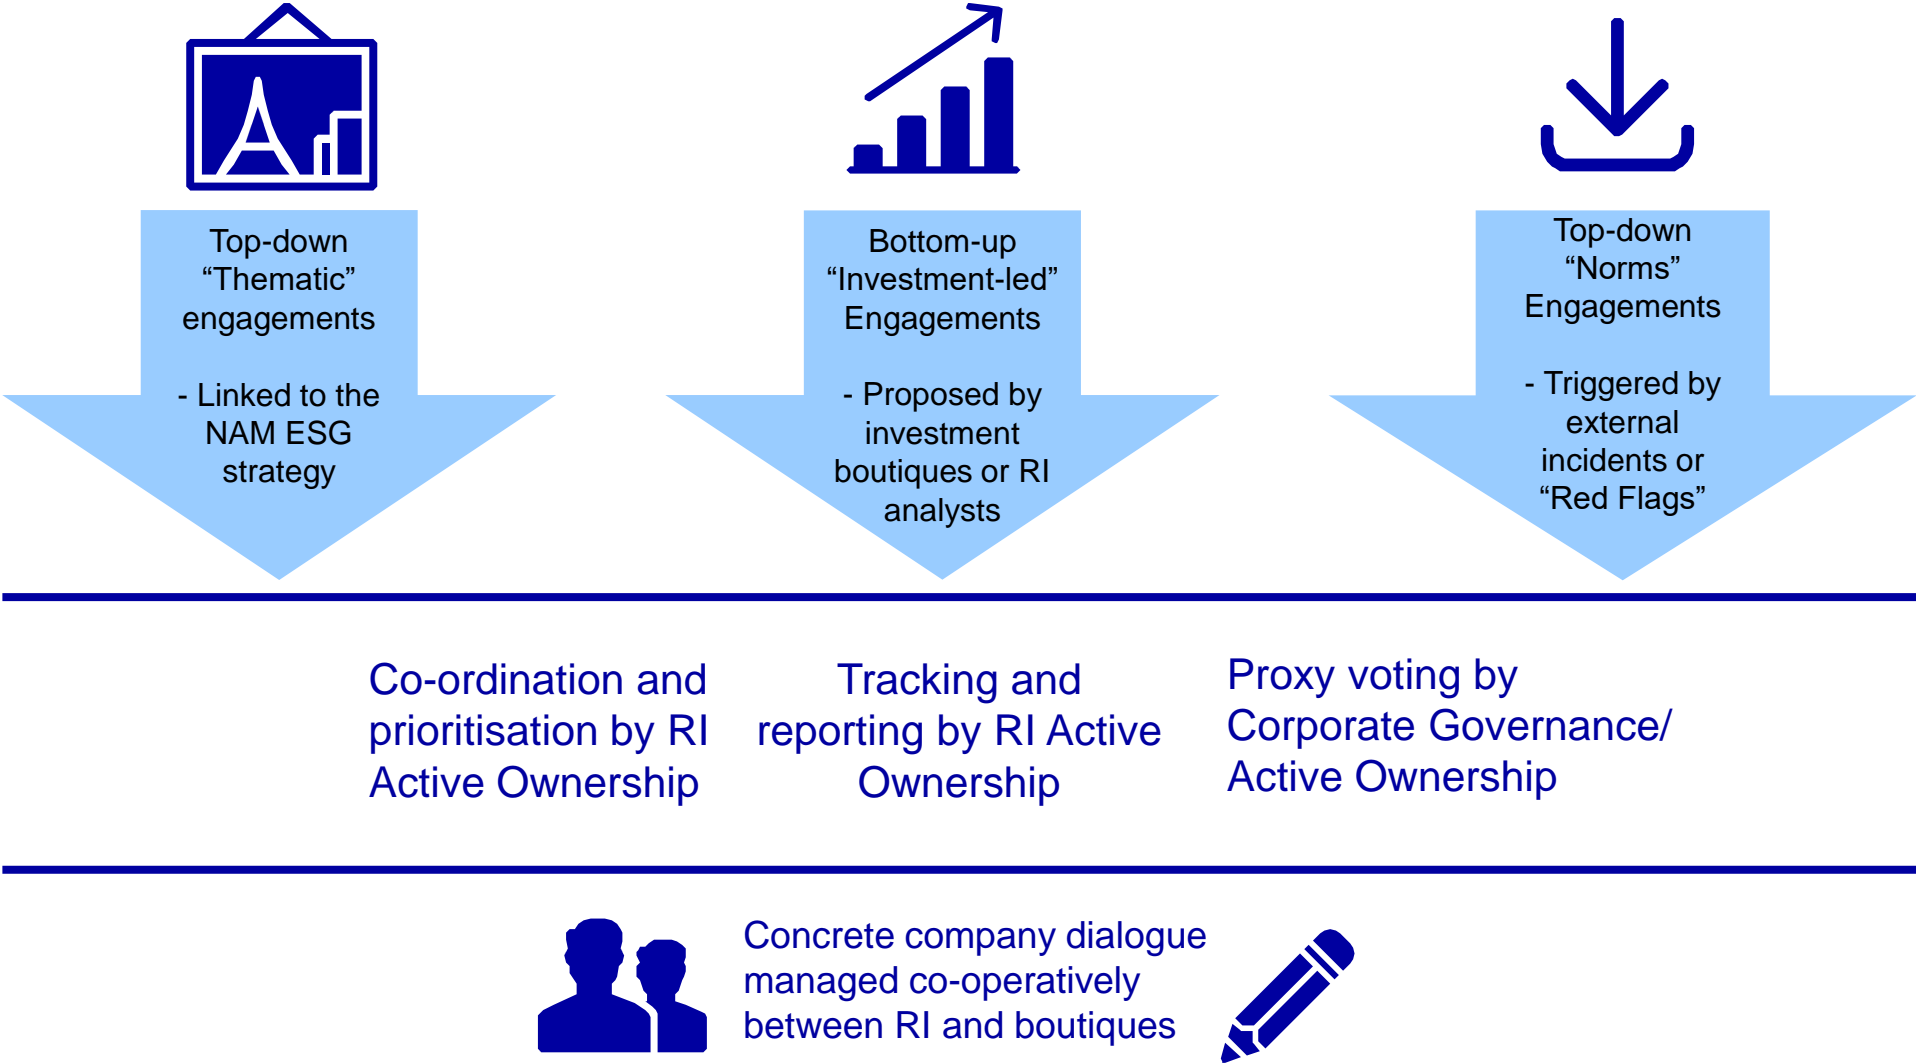 Top-down
“Thematic”
engagements
- Linked to the
NAM ESG
strategy
Bottom-up
“Investment-led”
Engagements
- Proposed by
investment
boutiques or RI
analysts
Top-down
“Norms”
Engagements
- Triggered by
external
incidents or
“Red Flags”
Co-ordination and
prioritisation by RI
Active Ownership
Tracking and
reporting by RI Active
Ownership
Proxy voting by
Corporate Governance/
Active Ownership
Concrete company dialogue
managed co-operatively
between RI and boutiques